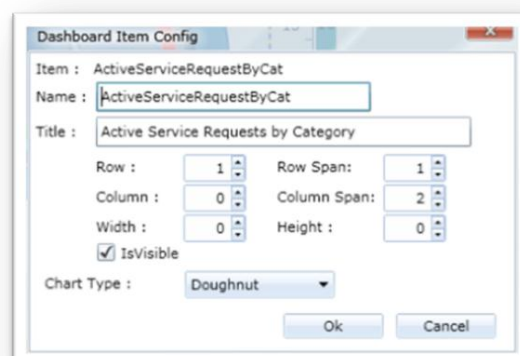 Dashboard Item Config
Item : ActiveServiceRequestByCat
Name : ActiveServiceRequestByCat
Title : Active Service Requests by Category
Row : 1 Row Span: 1
Column : 0 Column Span: 2
Width : 0 Height : 0
IsVisible
Chart Type : Doughnut
Ok Cancel